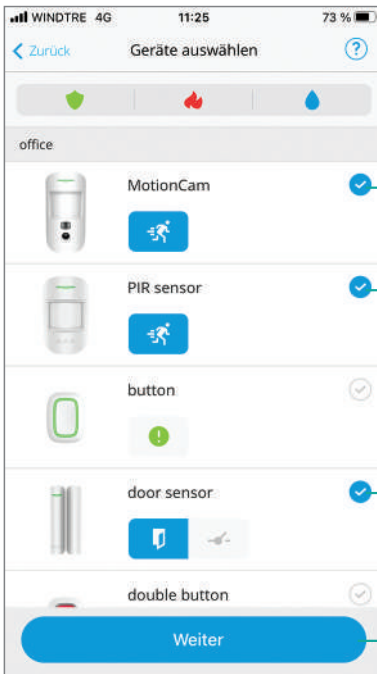 WINDTRE 4G 11:25 73 %
Zurück Geräte auswählen ?
office
MotionCam
PIR sensor
button
door sensor
double button
Weiter